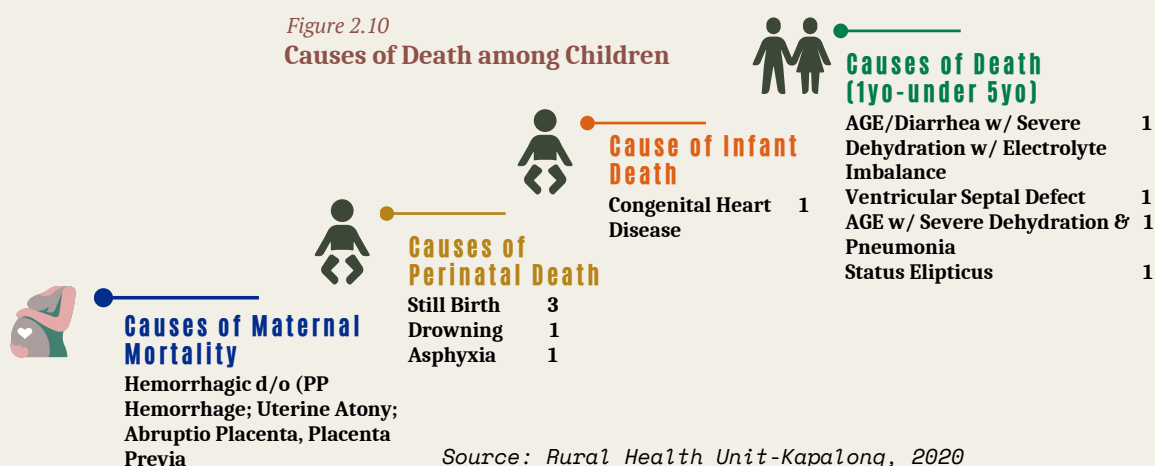 Figure 2.10
Causes of Death among Children
Causes of Death
(1yo-under 5yo)
AGE/Diarrhea w/ Severe 1
Dehydration w/ Electrolyte
Imbalance
Ventricular Septal Defect 1
AGE w/ Severe Dehydration & 1
Pneumonia
Status Elipticus 1
Cause of Infant
Death
Congenital Heart 1
Disease
Causes of
Perinatal Death
Still Birth 3
Drowning 1
Asphyxia 1
Causes of Maternal
Mortality
Hemorrhagic d/o (PP
Hemorrhage; Uterine Atony;
Abruptio Placenta, Placenta
Previa
Source: Rural Health Unit-Kapalong, 2020